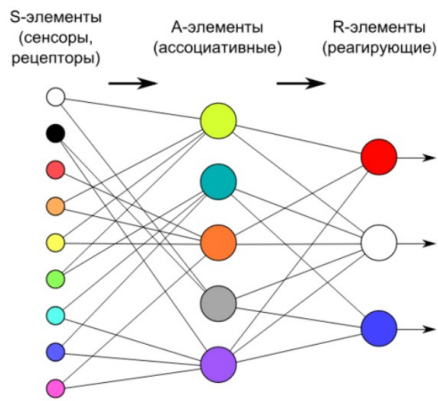 S-элементы
(сенсоры,
рецепторы)
A-элементы
(ассоциативные)
R-элементы
(реагирующие)